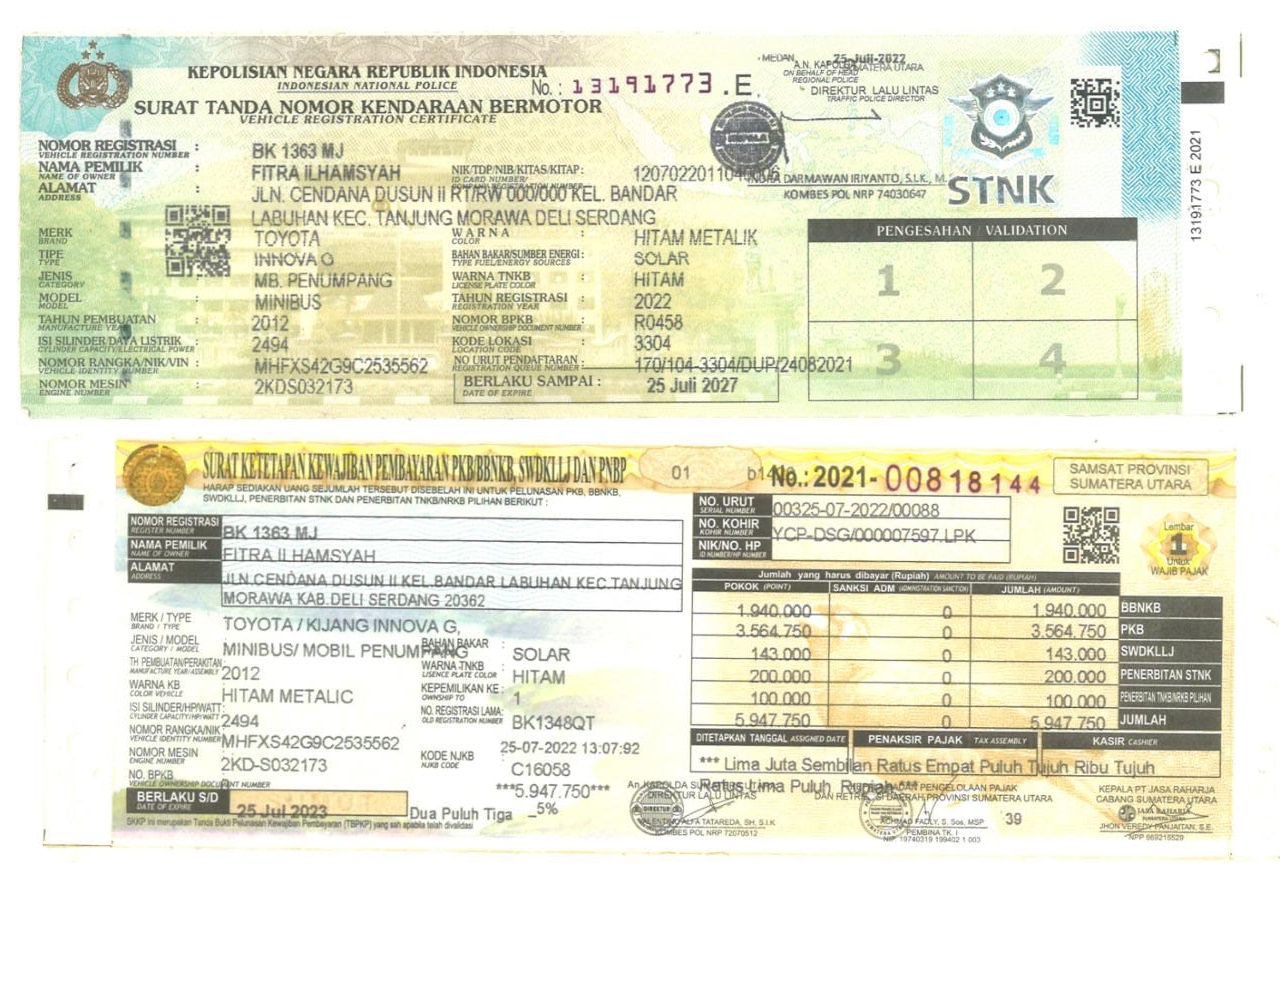 KEPOLISIAN NEGARA REPUBLIK INDONESIA
INDONESIAN NATIONAL POLICE
No. : 13191773 .E.
SURAT TANDA NOMOR KENDARAAN BERMOTOR
VEHICLE REGISTRATION CERTIFICATE
MEDAN 25-Juli-2022
A.N. KAPOLDA SUMATERA UTARA
ON BEHALF OF HEAD
REGIONAL POLICE
DIREKTUR LALU LINTAS
TRAFFIC POLICE DIRECTOR
INDRA DARMAWAN IRIYANTO, S.I.K., M.
KOMBES POL NRP 74030647
STNK
13191773 E 2021
NOMOR REGISTRASI : BK 1363 MJ
VEHICLE REGISTRATION NUMBER
NAMA PEMILIK : FITRA ILHAMSYAH
NAME OF OWNER
NIK/TDP/NIB/KITAS/KITAP: 1207022011040006
ID CARD NUMBER/
ALAMAT : JLN. CENDANA DUSUN II RT/RW 000/000 KEL. BANDAR
ADDRESS
LABUHAN KEC. TANJUNG MORAWA DELI SERDANG
MERK : TOYOTA
BRAND
TIPE : INNOVA G
TYPE
JENIS : MB. PENUMPANG
CATEGORY
MODEL : MINIBUS
MODEL
TAHUN PEMBUATAN : 2012
MANUFACTURE YEAR
ISI SILINDER/DAYA LISTRIK : 2494
CYLINDER CAPACITY/ELECTRICAL POWER
NOMOR RANGKA/NIK/VIN : MHFXS42G9C2535562
VEHICLE IDENTITY NUMBER
NOMOR MESIN : 2KDS032173
ENGINE NUMBER
WARNA : HITAM METALIK
COLOR
BAHAN BAKAR/SUMBER ENERGI : SOLAR
TYPE FUEL/ENERGY SOURCES
WARNA TNKB : HITAM
LICENSE PLATE COLOR
TAHUN REGISTRASI : 2022
REGISTRATION YEAR
NOMOR BPKB : R0458
VEHICLE OWNERSHIP DOCUMENT NUMBER
KODE LOKASI : 3304
LOCATION CODE
NO URUT PENDAFTARAN : 170/104-3304/DUP/24082021
REGISTRATION QUEUE NUMBER
BERLAKU SAMPAI : 25 Juli 2027
DATE OF EXPIRE
PENGESAHAN / VALIDATION
1 2
3 4
SURAT KETETAPAN KEWAJIBAN PEMBAYARAN PKB/BBNKB, SWDKLLJ DAN PNBP
HARAP SEDIAKAN UANG SEJUMLAH TERSEBUT DISEBELAH INI UNTUK PELUNASAN PKB, BBNKB,
SWDKLLJ, PENERBITAN STNK DAN PENERBITAN TNKB/NRKB PILIHAN BERIKUT :
01
No.: 2021- 00818144
SAMSAT PROVINSI
SUMATERA UTARA
Lembar
1
Untuk
WAJIB PAJAK
NOMOR REGISTRASI BK 1363 MJ
REGISTER NUMBER
NAMA PEMILIK FITRA ILHAMSYAH
NAME OF OWNER
ALAMAT JLN.CENDANA DUSUN II KEL.BANDAR LABUHAN KEC.TANJUNG
ADDRESS
MORAWA KAB.DELI SERDANG 20362
NO. URUT 00325-07-2022/00088
SERIAL NUMBER
NO. KOHIR YCP-DSG/000007597.LPK
KOHIR NUMBER
NIK/NO. HP
ID NUMBER/HP NUMBER
MERK / TYPE : TOYOTA / KIJANG INNOVA G,
BRAND / TYPE
JENIS / MODEL : MINIBUS/ MOBIL PENUMPANG
CATEGORY / MODEL
TH PEMBUATAN/PERAKITAN : 2012
MANUFACTURE YEAR/ASSEMBLY
WARNA KB : HITAM METALIC
COLOR VEHICLE
ISI SILINDER/HP/WATT : 2494
CYLINDER CAPACITY/HP/WATT
NOMOR RANGKA/NIK : MHFXS42G9C2535562
VEHICLE IDENTITY NUMBER
NOMOR MESIN : 2KD-S032173
ENGINE NUMBER
NO. BPKB :
VEHICLE OWNERSHIP DOCUMENT NUMBER
BAHAN BAKAR : SOLAR
WARNA TNKB : HITAM
LISENCE PLATE COLOR
KEPEMILIKAN KE : 1
OWNSHIP TO
NO. REGISTRASI LAMA : BK1348QT
OLD REGISTRATION NUMBER
25-07-2022 13:07:92
KODE NJKB C16058
NJKB CODE
***5.947.750***
BERLAKU S/D 25 Jul 2023
DATE OF EXPIRE
Dua Puluh Tiga _5%
SKKP ini merupakan Tanda Bukti Pelunasan Kewajiban Pembayaran (TBPKP) yang sah apabila telah divalidasi
Jumlah yang harus dibayar (Rupiah) AMOUNT TO BE PAID (RUPIAH)
POKOK (POINT) SANKSI ADM (ADMINISTRATION SANCTION) JUMLAH (AMOUNT)
1.940.000 0 1.940.000 BBNKB
3.564.750 0 3.564.750 PKB
143.000 0 143.000 SWDKLLJ
200.000 0 200.000 PENERBITAN STNK
100.000 0 100.000 PENERBITAN TNKB/NRKB PILIHAN
5.947.750 0 5.947.750 JUMLAH
DITETAPKAN TANGGAL ASSIGNED DATE PENAKSIR PAJAK TAX ASSEMBLY KASIR CASHIER
*** Lima Juta Sembilan Ratus Empat Puluh Tujuh Ribu Tujuh
Ratus Lima Puluh Rupiah***
DIREKTUR LALU LINTAS
VALENTINO ALFA TATAREDA, SH, S.I.K
KOMBES POL NRP 72070512
ACHMAD FADLY, S. Sos, MSP
PEMBINA TK. I
NIP. 19740319 199402 1 003
39
KEPALA PT JASA RAHARJA
CABANG SUMATERA UTARA
JASA RAHARJA
JHON VEREDY PANJAITAN, S.E.
NPP 669215529